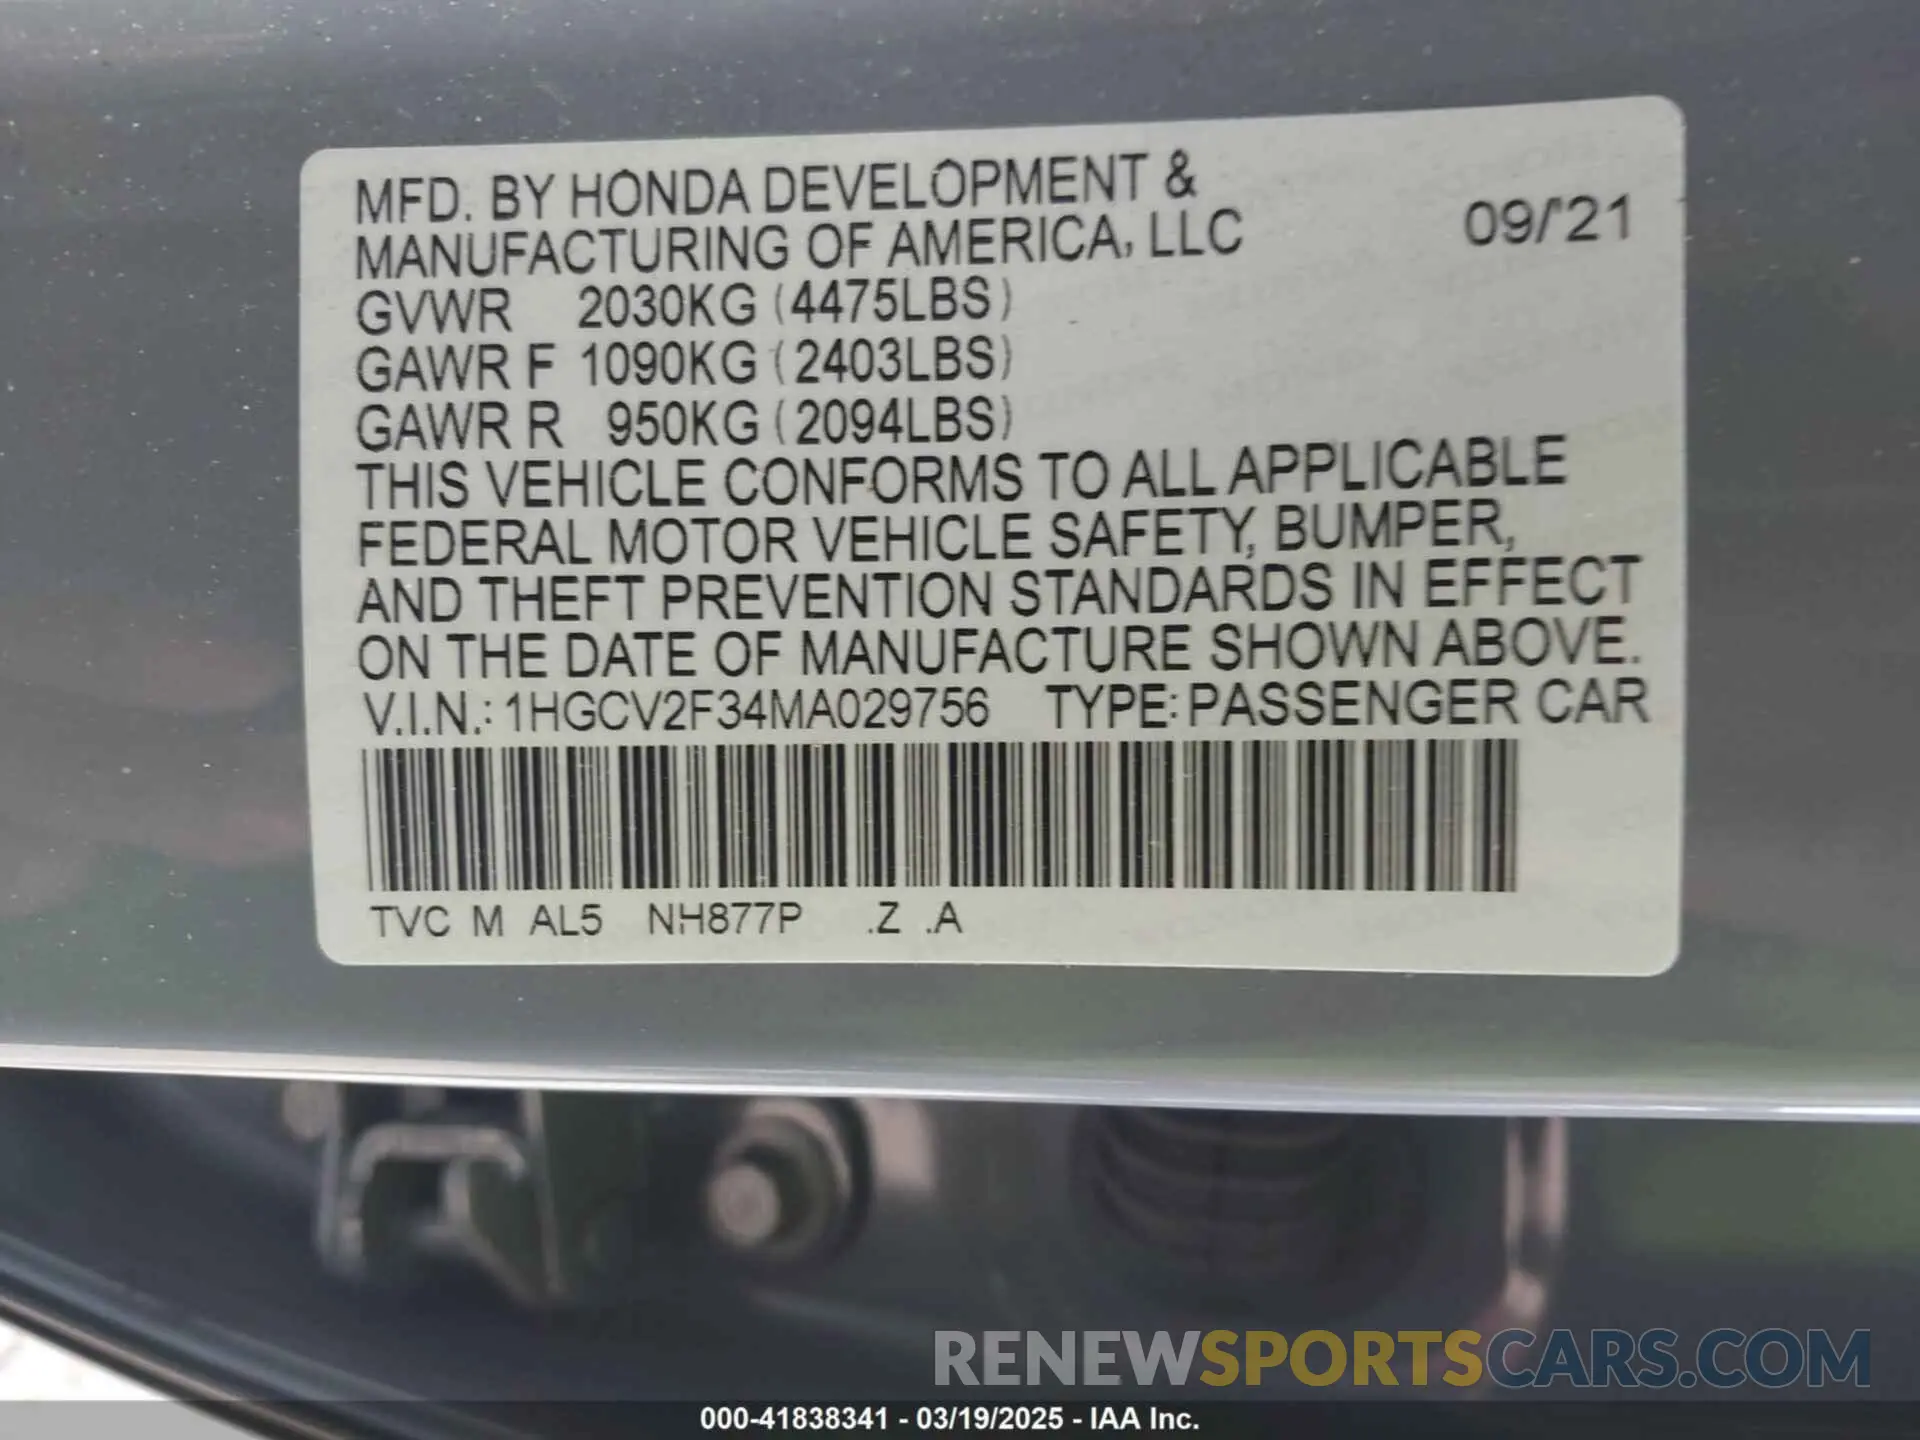 MFD. BY HONDA DEVELOPMENT &
MANUFACTURING OF AMERICA, LLC 09/'21
GVWR 2030KG (4475LBS)
GAWR F 1090KG (2403LBS)
GAWR R 950KG (2094LBS)
THIS VEHICLE CONFORMS TO ALL APPLICABLE
FEDERAL MOTOR VEHICLE SAFETY, BUMPER,
AND THEFT PREVENTION STANDARDS IN EFFECT
ON THE DATE OF MANUFACTURE SHOWN ABOVE.
V.I.N.: 1HGCV2F34MA029756 TYPE: PASSENGER CAR
TVC M AL5 NH877P .Z .A
RENEWSPORTSCARS.COM
000-41838341 - 03/19/2025 - IAA Inc.